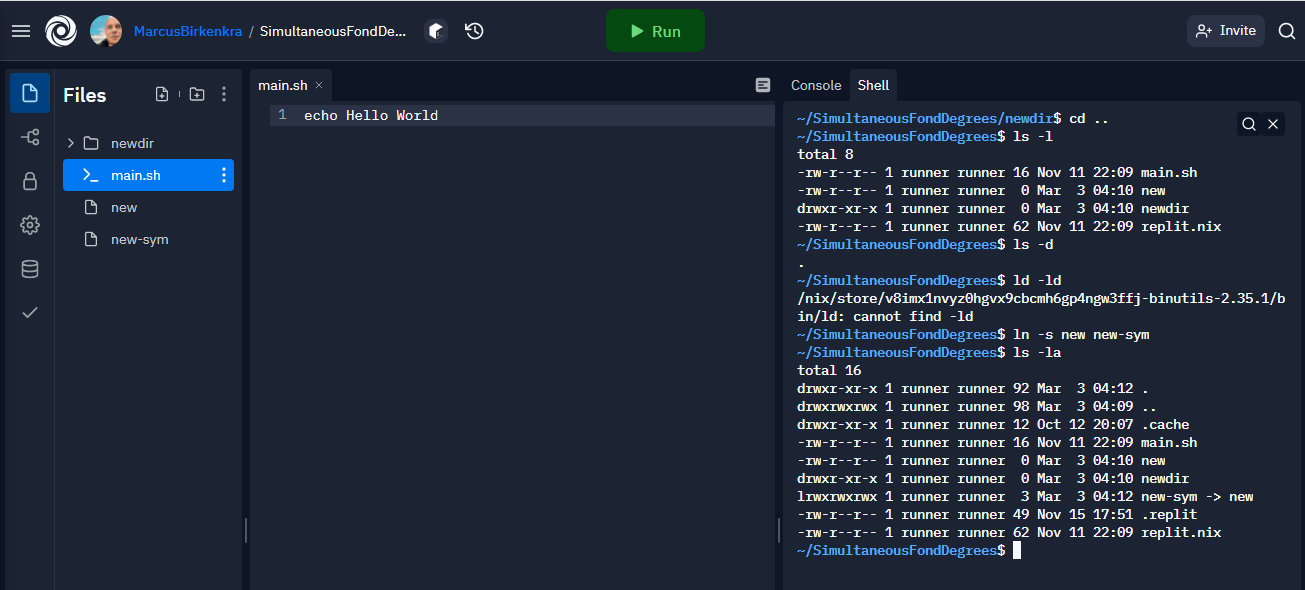 MarcusBirkenkra / SimultaneousFondDe...
Run
Invite
Files
newdir
main.sh
new
new-sym
main.sh
1 echo Hello World
Console Shell
~/SimultaneousFondDegrees/newdir$ cd ..
~/SimultaneousFondDegrees$ ls -l
total 8
-rw-r--r-- 1 runner runner 16 Nov 11 22:09 main.sh
-rw-r--r-- 1 runner runner  0 Mar  3 04:10 new
drwxr-xr-x 1 runner runner  0 Mar  3 04:10 newdir
-rw-r--r-- 1 runner runner 62 Nov 11 22:09 replit.nix
~/SimultaneousFondDegrees$ ls -d
.
~/SimultaneousFondDegrees$ ld -ld
/nix/store/v8imx1nvyz0hgvx9cbcmh6gp4ngw3ffj-binutils-2.35.1/b
in/ld: cannot find -ld
~/SimultaneousFondDegrees$ ln -s new new-sym
~/SimultaneousFondDegrees$ ls -la
total 16
drwxr-xr-x 1 runner runner 92 Mar  3 04:12 .
drwxrwxrwx 1 runner runner 98 Mar  3 04:09 ..
drwxr-xr-x 1 runner runner 12 Oct 12 20:07 .cache
-rw-r--r-- 1 runner runner 16 Nov 11 22:09 main.sh
-rw-r--r-- 1 runner runner  0 Mar  3 04:10 new
drwxr-xr-x 1 runner runner  0 Mar  3 04:10 newdir
lrwxrwxrwx 1 runner runner  3 Mar  3 04:12 new-sym -> new
-rw-r--r-- 1 runner runner 49 Nov 15 17:51 .replit
-rw-r--r-- 1 runner runner 62 Nov 11 22:09 replit.nix
~/SimultaneousFondDegrees$